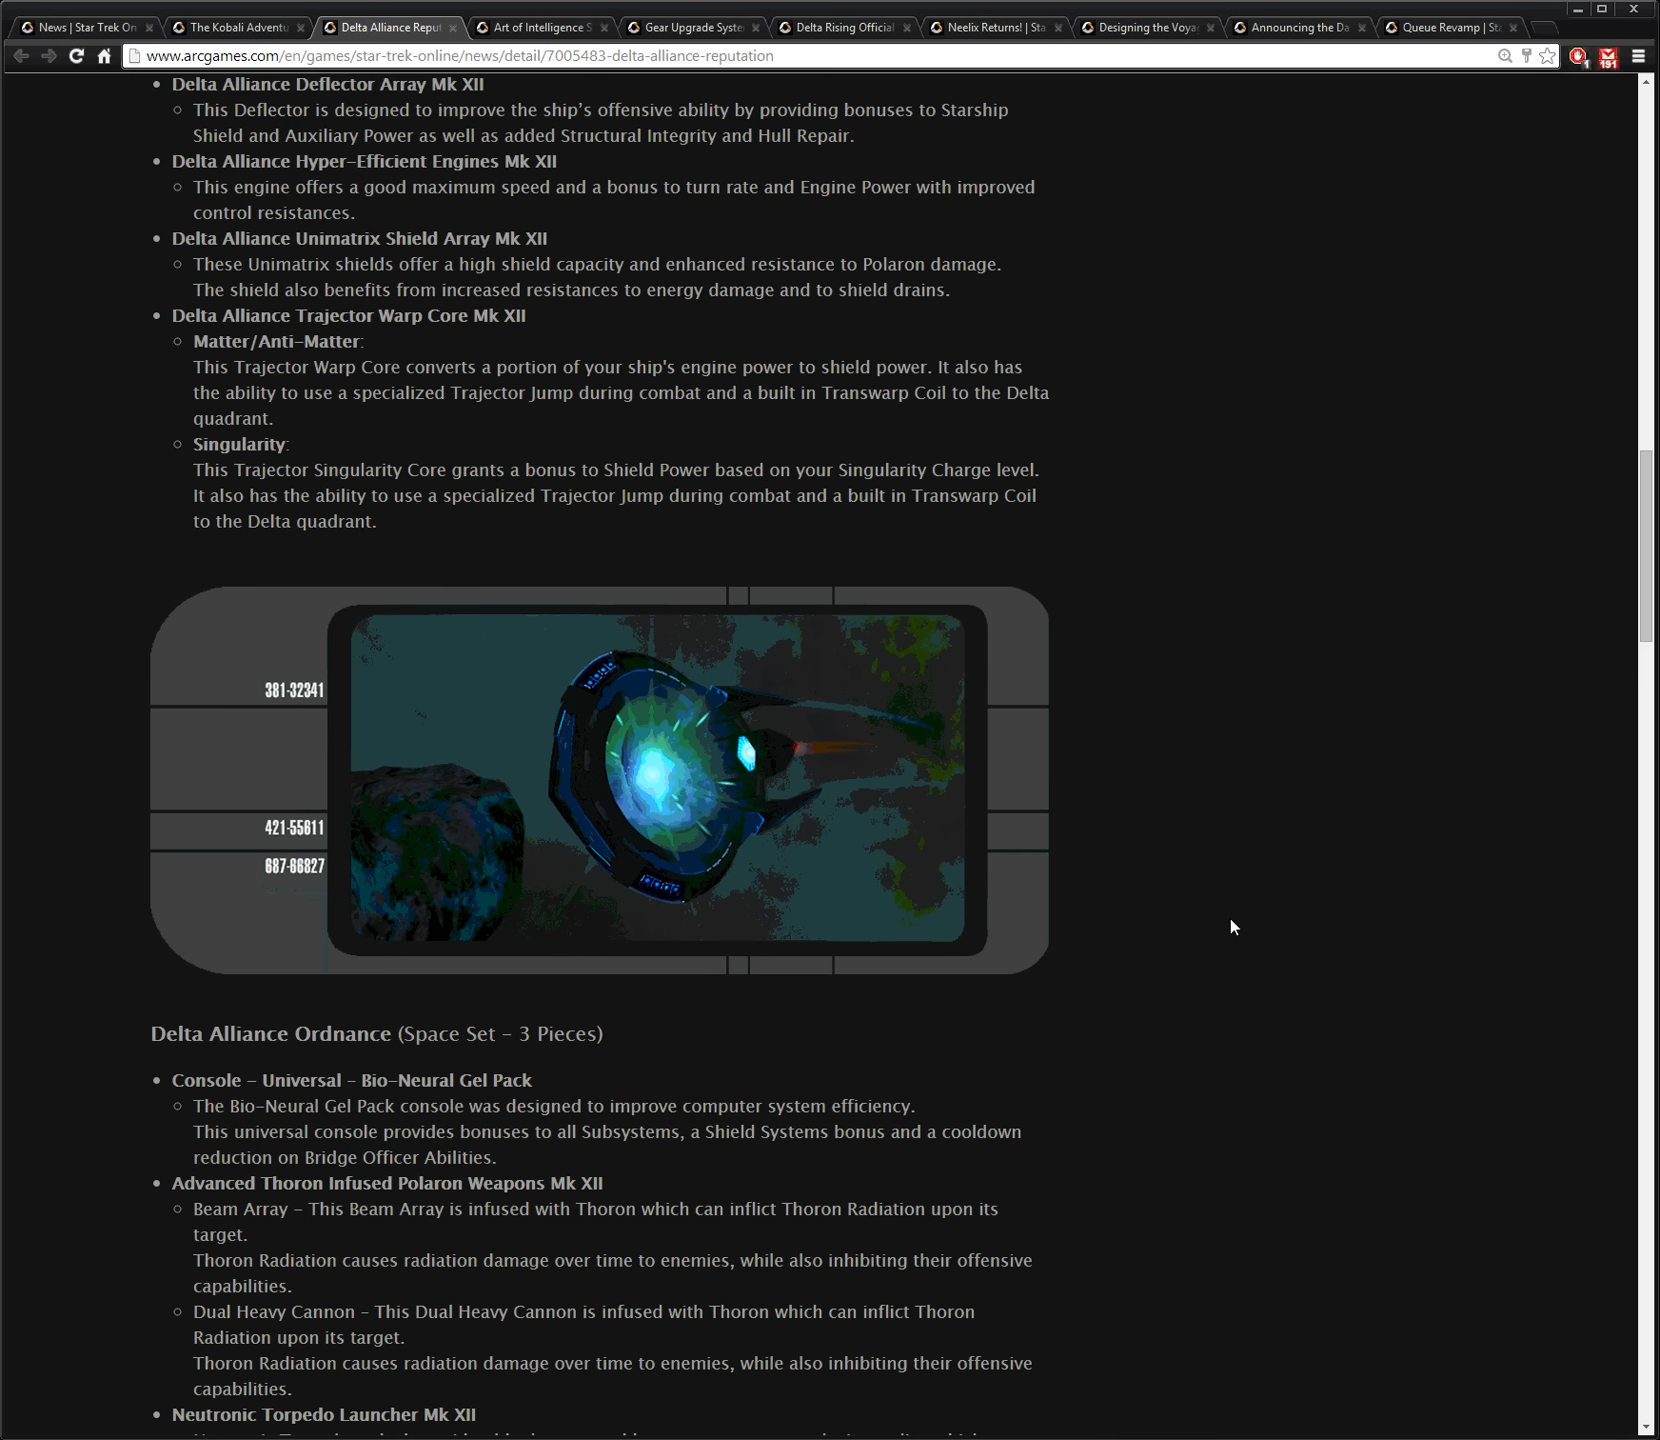 News | Star Trek On
The Kobali Adventu
Delta Alliance Reput
Art of Intelligence S
Gear Upgrade Syste
Delta Rising Official
Neelix Returns! | Sta
Designing the Voya
Announcing the Da
Queue Revamp | Sta
www.arcgames.com/en/games/star-trek-online/news/detail/7005483-delta-alliance-reputation
1
191
• Delta Alliance Deflector Array Mk XII
○ This Deflector is designed to improve the ship’s offensive ability by providing bonuses to Starship
Shield and Auxiliary Power as well as added Structural Integrity and Hull Repair.
• Delta Alliance Hyper-Efficient Engines Mk XII
○ This engine offers a good maximum speed and a bonus to turn rate and Engine Power with improved
control resistances.
• Delta Alliance Unimatrix Shield Array Mk XII
○ These Unimatrix shields offer a high shield capacity and enhanced resistance to Polaron damage.
The shield also benefits from increased resistances to energy damage and to shield drains.
• Delta Alliance Trajector Warp Core Mk XII
○ Matter/Anti-Matter:
This Trajector Warp Core converts a portion of your ship's engine power to shield power. It also has
the ability to use a specialized Trajector Jump during combat and a built in Transwarp Coil to the Delta
quadrant.
○ Singularity:
This Trajector Singularity Core grants a bonus to Shield Power based on your Singularity Charge level.
It also has the ability to use a specialized Trajector Jump during combat and a built in Transwarp Coil
to the Delta quadrant.
381-32341
421-55611
687-66827
Delta Alliance Ordnance (Space Set - 3 Pieces)
• Console - Universal - Bio-Neural Gel Pack
○ The Bio-Neural Gel Pack console was designed to improve computer system efficiency.
This universal console provides bonuses to all Subsystems, a Shield Systems bonus and a cooldown
reduction on Bridge Officer Abilities.
• Advanced Thoron Infused Polaron Weapons Mk XII
○ Beam Array - This Beam Array is infused with Thoron which can inflict Thoron Radiation upon its
target.
Thoron Radiation causes radiation damage over time to enemies, while also inhibiting their offensive
capabilities.
○ Dual Heavy Cannon - This Dual Heavy Cannon is infused with Thoron which can inflict Thoron
Radiation upon its target.
Thoron Radiation causes radiation damage over time to enemies, while also inhibiting their offensive
capabilities.
• Neutronic Torpedo Launcher Mk XII